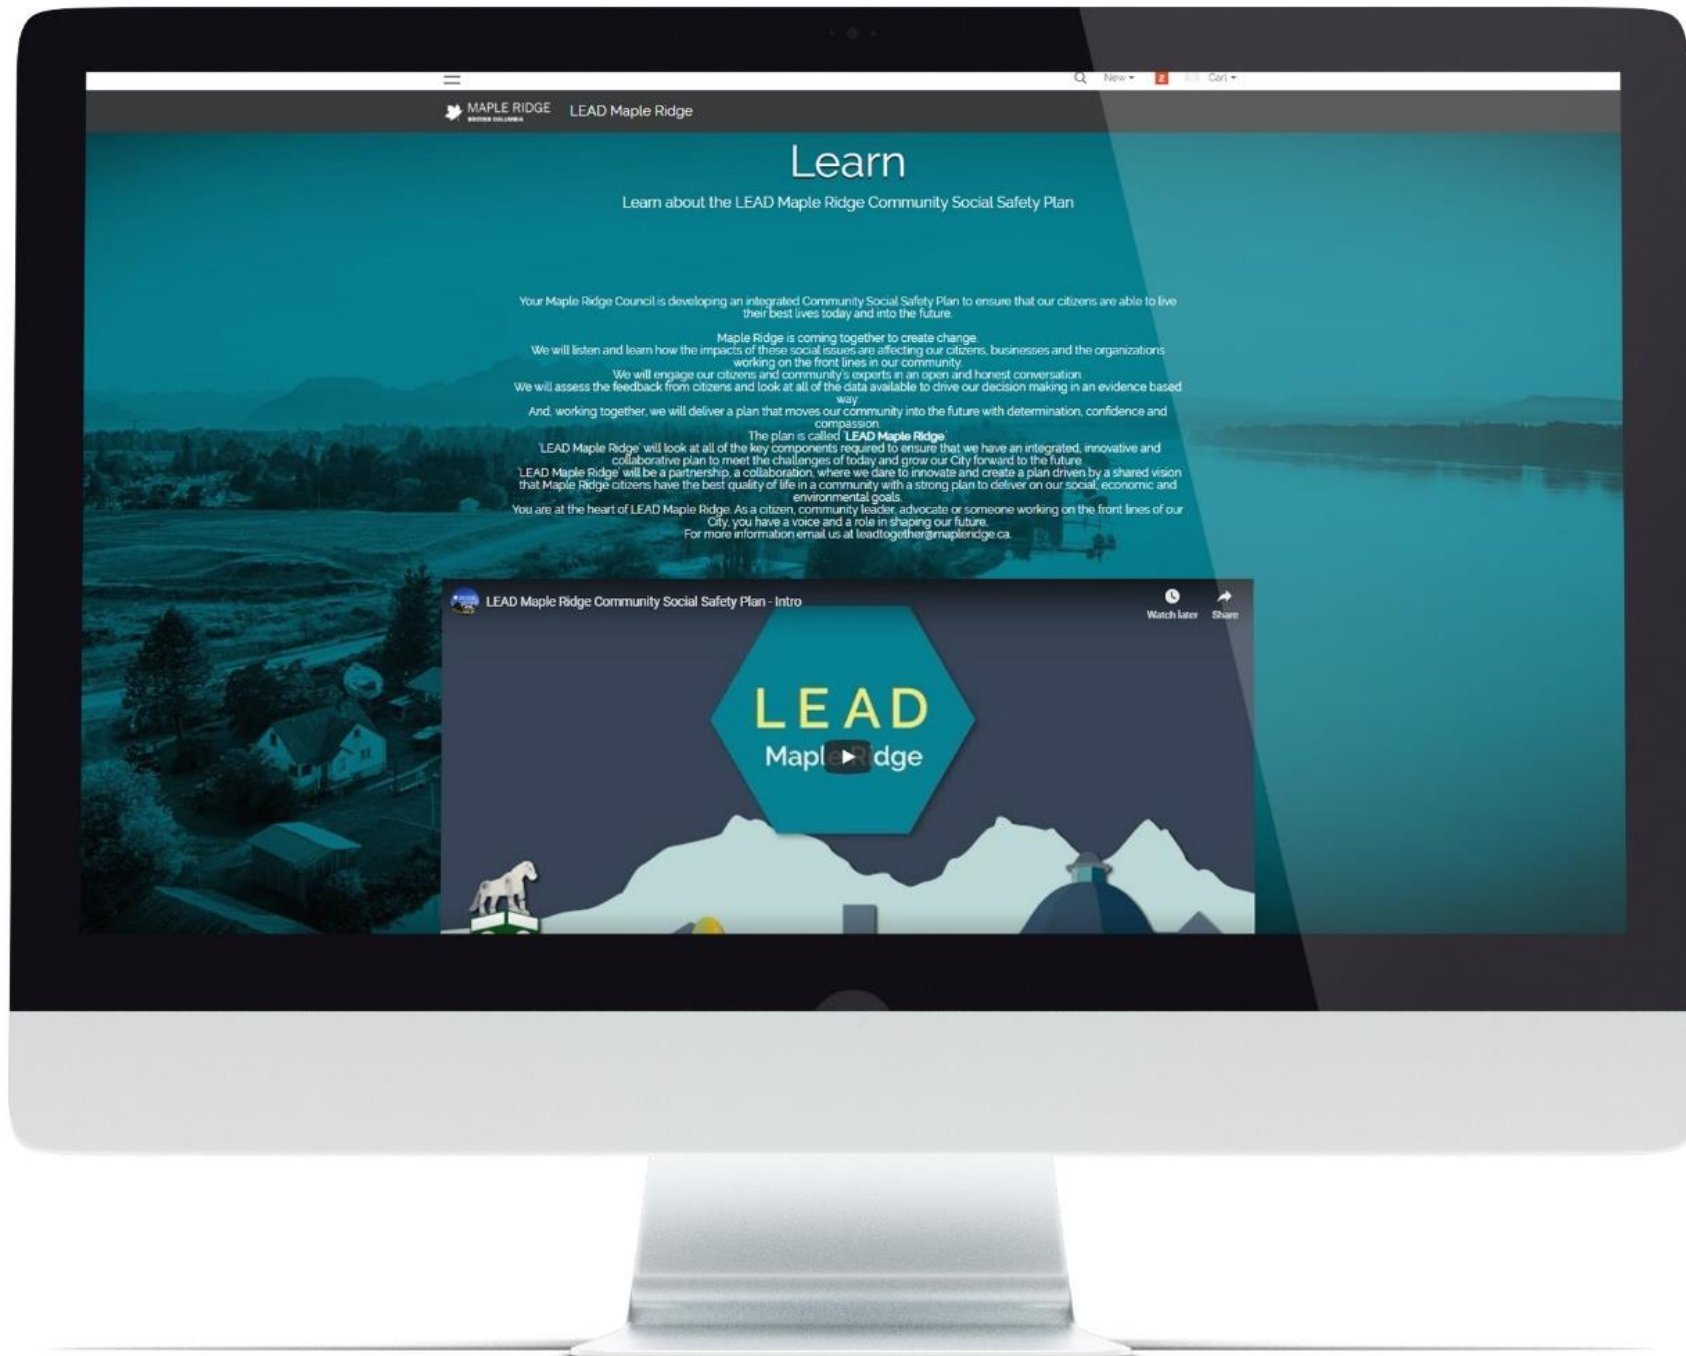 New
2
Carl
MAPLE RIDGE
BRITISH COLUMBIA
LEAD Maple Ridge
Learn
Learn about the LEAD Maple Ridge Community Social Safety Plan
Your Maple Ridge Council is developing an integrated Community Social Safety Plan to ensure that our citizens are able to live
their best lives today and into the future.
Maple Ridge is coming together to create change.
We will listen and learn how the impacts of these social issues are affecting our citizens, businesses and the organizations
working on the front lines in our community.
We will engage our citizens and community's experts in an open and honest conversation.
We will assess the feedback from citizens and look at all of the data available to drive our decision making in an evidence based
way.
And, working together, we will deliver a plan that moves our community into the future with determination, confidence and
compassion.
The plan is called 'LEAD Maple Ridge.'
'LEAD Maple Ridge' will look at all of the key components required to ensure that we have an integrated, innovative and
collaborative plan to meet the challenges of today and grow our City forward to the future.
'LEAD Maple Ridge' will be a partnership, a collaboration, where we dare to innovate and create a plan driven by a shared vision
that Maple Ridge citizens have the best quality of life in a community with a strong plan to deliver on our social, economic and
environmental goals.
You are at the heart of LEAD Maple Ridge. As a citizen, community leader, advocate or someone working on the front lines of our
City, you have a voice and a role in shaping our future.
For more information email us at leadtogether@mapleridge.ca.
LEAD Maple Ridge Community Social Safety Plan - Intro
Watch later
Share
LEAD
Maple Ridge